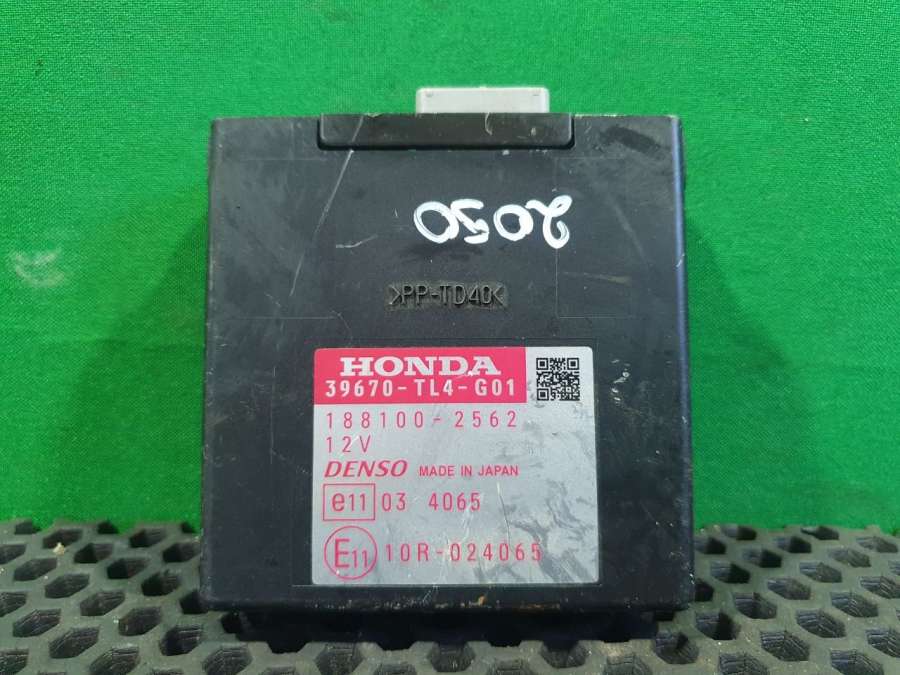 2050
>PP-TD40<
HONDA
39670-TL4-G01
188100-2562
12V
DENSO MADE IN JAPAN
e11 03 4065
E11 10R-024065